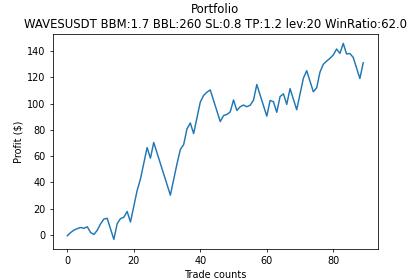 Portfolio
WAVESUSDT BBM:1.7 BBL:260 SL:0.8 TP:1.2 lev:20 WinRatio:62.0
140
120
100
80
60
40
20
0
Profit ($)
0 20 40 60 80
Trade counts